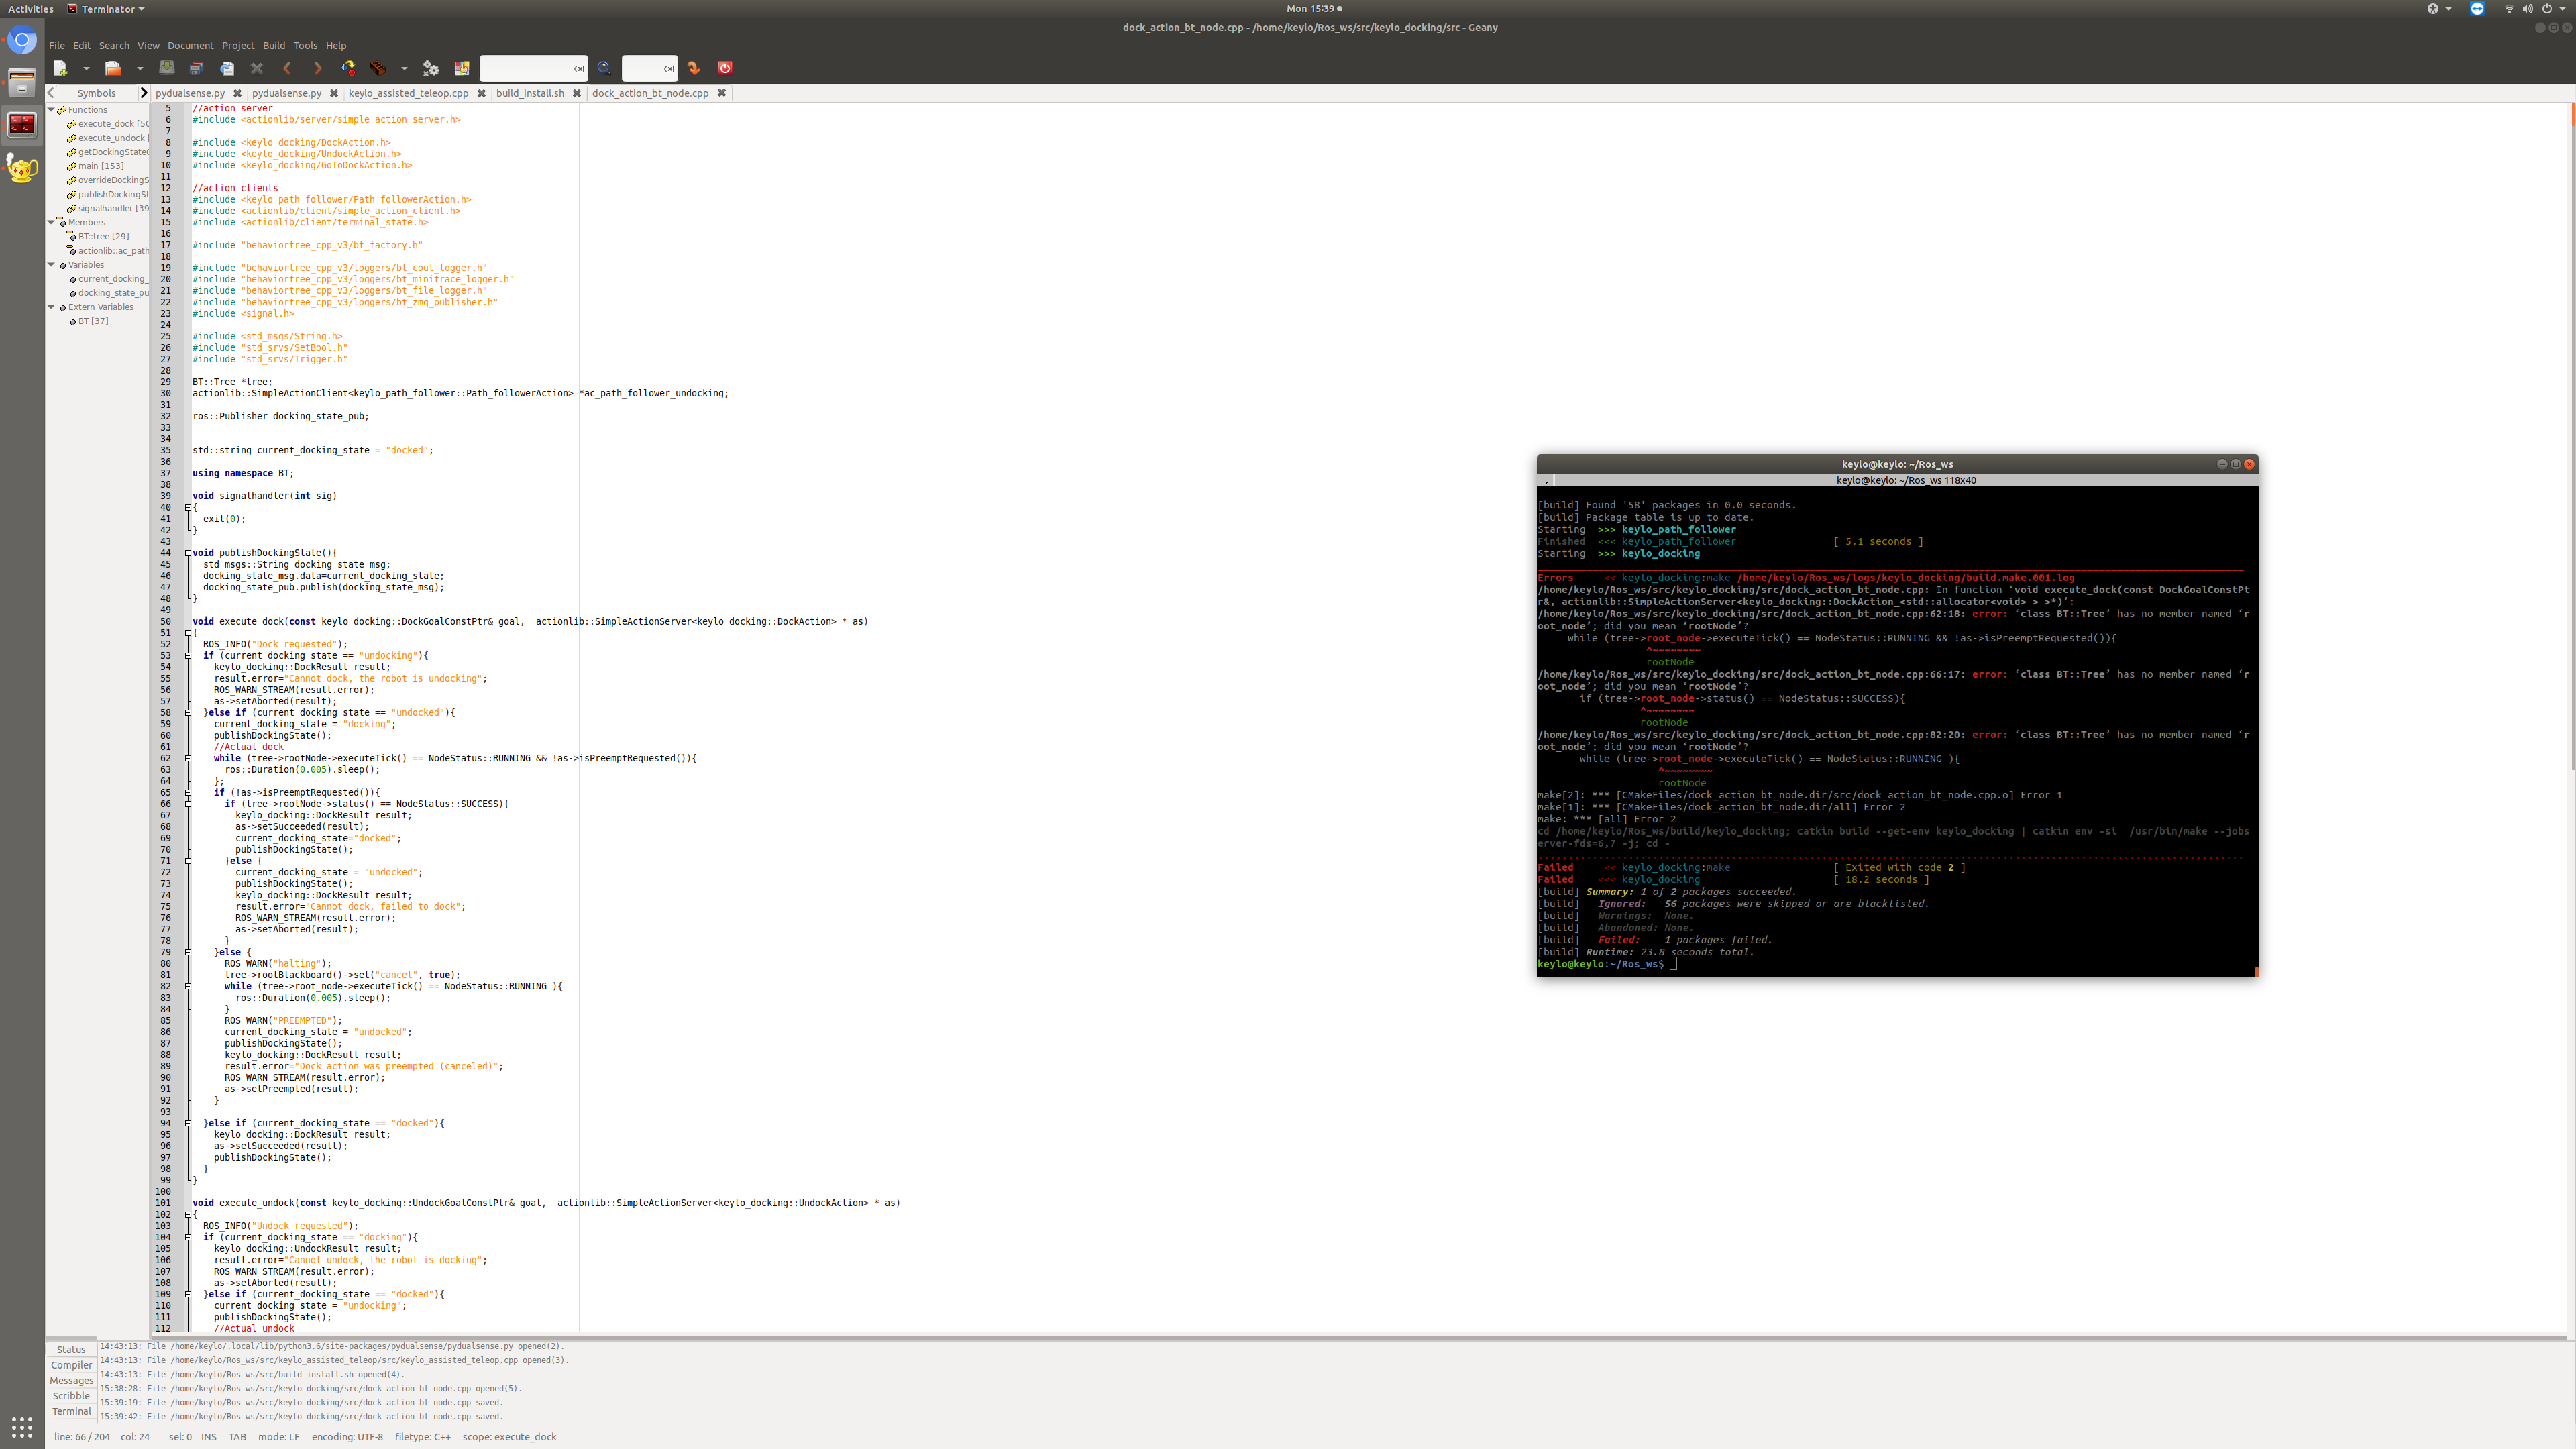 Activities
Terminator
Mon 15:39
dock_action_bt_node.cpp - /home/keylo/Ros_ws/src/keylo_docking/src - Geany
File Edit Search View Document Project Build Tools Help
Symbols
pydualsense.py
pydualsense.py
keylo_assisted_teleop.cpp
build_install.sh
dock_action_bt_node.cpp
Functions
execute_dock [50
execute_undock [
getDockingStateC
main [153]
overrideDockingS
publishDockingSt
signalhandler [39
Members
BT::tree [29]
actionlib::ac_path
Variables
current_docking_
docking_state_pu
Extern Variables
BT [37]
5 //action server
6 #include <actionlib/server/simple_action_server.h>
7
8 #include <keylo_docking/DockAction.h>
9 #include <keylo_docking/UndockAction.h>
10 #include <keylo_docking/GoToDockAction.h>
11
12 //action clients
13 #include <keylo_path_follower/Path_followerAction.h>
14 #include <actionlib/client/simple_action_client.h>
15 #include <actionlib/client/terminal_state.h>
16
17 #include "behaviortree_cpp_v3/bt_factory.h"
18
19 #include "behaviortree_cpp_v3/loggers/bt_cout_logger.h"
20 #include "behaviortree_cpp_v3/loggers/bt_minitrace_logger.h"
21 #include "behaviortree_cpp_v3/loggers/bt_file_logger.h"
22 #include "behaviortree_cpp_v3/loggers/bt_zmq_publisher.h"
23 #include <signal.h>
24
25 #include <std_msgs/String.h>
26 #include "std_srvs/SetBool.h"
27 #include "std_srvs/Trigger.h"
28
29 BT::Tree *tree;
30 actionlib::SimpleActionClient<keylo_path_follower::Path_followerAction> *ac_path_follower_undocking;
31
32 ros::Publisher docking_state_pub;
33
34
35 std::string current_docking_state = "docked";
36
37 using namespace BT;
38
39 void signalhandler(int sig)
40 {
41 exit(0);
42 }
43
44 void publishDockingState(){
45 std_msgs::String docking_state_msg;
46 docking_state_msg.data=current_docking_state;
47 docking_state_pub.publish(docking_state_msg);
48 }
49
50 void execute_dock(const keylo_docking::DockGoalConstPtr& goal,  actionlib::SimpleActionServer<keylo_docking::DockAction> * as)
51 {
52 ROS_INFO("Dock requested");
53 if (current_docking_state == "undocking"){
54 keylo_docking::DockResult result;
55 result.error="Cannot dock, the robot is undocking";
56 ROS_WARN_STREAM(result.error);
57 as->setAborted(result);
58 }else if (current_docking_state == "undocked"){
59 current_docking_state = "docking";
60 publishDockingState();
61 //Actual dock
62 while (tree->rootNode->executeTick() == NodeStatus::RUNNING && !as->isPreemptRequested()){
63 ros::Duration(0.005).sleep();
64 };
65 if (!as->isPreemptRequested()){
66 if (tree->rootNode->status() == NodeStatus::SUCCESS){
67 keylo_docking::DockResult result;
68 as->setSucceeded(result);
69 current_docking_state="docked";
70 publishDockingState();
71 }else {
72 current_docking_state = "undocked";
73 publishDockingState();
74 keylo_docking::DockResult result;
75 result.error="Cannot dock, failed to dock";
76 ROS_WARN_STREAM(result.error);
77 as->setAborted(result);
78 }
79 }else {
80 ROS_WARN("halting");
81 tree->rootBlackboard()->set("cancel", true);
82 while (tree->root_node->executeTick() == NodeStatus::RUNNING ){
83 ros::Duration(0.005).sleep();
84 }
85 ROS_WARN("PREEMPTED");
86 current_docking_state = "undocked";
87 publishDockingState();
88 keylo_docking::DockResult result;
89 result.error="Dock action was preempted (canceled)";
90 ROS_WARN_STREAM(result.error);
91 as->setPreempted(result);
92 }
93
94 }else if (current_docking_state == "docked"){
95 keylo_docking::DockResult result;
96 as->setSucceeded(result);
97 publishDockingState();
98 }
99 }
100
101 void execute_undock(const keylo_docking::UndockGoalConstPtr& goal,  actionlib::SimpleActionServer<keylo_docking::UndockAction> * as)
102 {
103 ROS_INFO("Undock requested");
104 if (current_docking_state == "docking"){
105 keylo_docking::UndockResult result;
106 result.error="Cannot undock, the robot is docking";
107 ROS_WARN_STREAM(result.error);
108 as->setAborted(result);
109 }else if (current_docking_state == "docked"){
110 current_docking_state = "undocking";
111 publishDockingState();
112 //Actual undock
keylo@keylo: ~/Ros_ws
keylo@keylo: ~/Ros_ws 118x40
[build] Found '58' packages in 0.0 seconds.
[build] Package table is up to date.
Starting  >>> keylo_path_follower
Finished  <<< keylo_path_follower                [ 5.1 seconds ]
Starting  >>> keylo_docking
Errors     << keylo_docking:make /home/keylo/Ros_ws/logs/keylo_docking/build.make.001.log
/home/keylo/Ros_ws/src/keylo_docking/src/dock_action_bt_node.cpp: In function ‘void execute_dock(const DockGoalConstPt
r&, actionlib::SimpleActionServer<keylo_docking::DockAction_<std::allocator<void> > >*)’:
/home/keylo/Ros_ws/src/keylo_docking/src/dock_action_bt_node.cpp:62:18: error: ‘class BT::Tree’ has no member named ‘r
oot_node’; did you mean ‘rootNode’?
while (tree->root_node->executeTick() == NodeStatus::RUNNING && !as->isPreemptRequested()){
^~~~~~~~~
rootNode
/home/keylo/Ros_ws/src/keylo_docking/src/dock_action_bt_node.cpp:66:17: error: ‘class BT::Tree’ has no member named ‘r
oot_node’; did you mean ‘rootNode’?
if (tree->root_node->status() == NodeStatus::SUCCESS){
^~~~~~~~~
rootNode
/home/keylo/Ros_ws/src/keylo_docking/src/dock_action_bt_node.cpp:82:20: error: ‘class BT::Tree’ has no member named ‘r
oot_node’; did you mean ‘rootNode’?
while (tree->root_node->executeTick() == NodeStatus::RUNNING ){
^~~~~~~~~
rootNode
make[2]: *** [CMakeFiles/dock_action_bt_node.dir/src/dock_action_bt_node.cpp.o] Error 1
make[1]: *** [CMakeFiles/dock_action_bt_node.dir/all] Error 2
make: *** [all] Error 2
cd /home/keylo/Ros_ws/build/keylo_docking; catkin build --get-env keylo_docking | catkin env -si  /usr/bin/make --jobs
erver-fds=6,7 -j; cd -
Failed     << keylo_docking:make                 [ Exited with code 2 ]
Failed    <<< keylo_docking                      [ 18.2 seconds ]
[build] Summary: 1 of 2 packages succeeded.
[build]   Ignored:   56 packages were skipped or are blacklisted.
[build]   Warnings:  None.
[build]   Abandoned: None.
[build]   Failed:    1 packages failed.
[build] Runtime: 23.8 seconds total.
keylo@keylo:~/Ros_ws$
Status
Compiler
Messages
Scribble
Terminal
14:43:13: File /home/keylo/.local/lib/python3.6/site-packages/pydualsense/pydualsense.py opened(2).
14:43:13: File /home/keylo/Ros_ws/src/keylo_assisted_teleop/src/keylo_assisted_teleop.cpp opened(3).
14:43:13: File /home/keylo/Ros_ws/src/build_install.sh opened(4).
15:38:28: File /home/keylo/Ros_ws/src/keylo_docking/src/dock_action_bt_node.cpp opened(5).
15:39:19: File /home/keylo/Ros_ws/src/keylo_docking/src/dock_action_bt_node.cpp saved.
15:39:42: File /home/keylo/Ros_ws/src/keylo_docking/src/dock_action_bt_node.cpp saved.
line: 66 / 204 col: 24 sel: 0 INS TAB mode: LF encoding: UTF-8 filetype: C++ scope: execute_dock